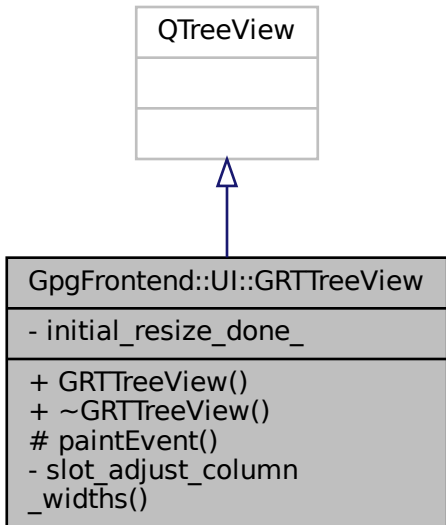 QTreeView
GpgFrontend::UI::GRTTreeView
- initial_resize_done_
+ GRTTreeView()
+ ~GRTTreeView()
# paintEvent()
- slot_adjust_column
_widths()